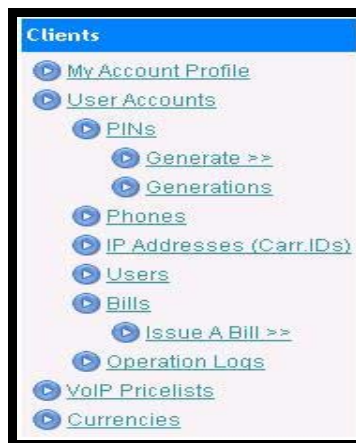 Clients
My Account Profile
User Accounts
PINs
Generate >>
Generations
Phones
IP Addresses (Carr.IDs)
Users
Bills
Issue A Bill >>
Operation Logs
VoIP Pricelists
Currencies